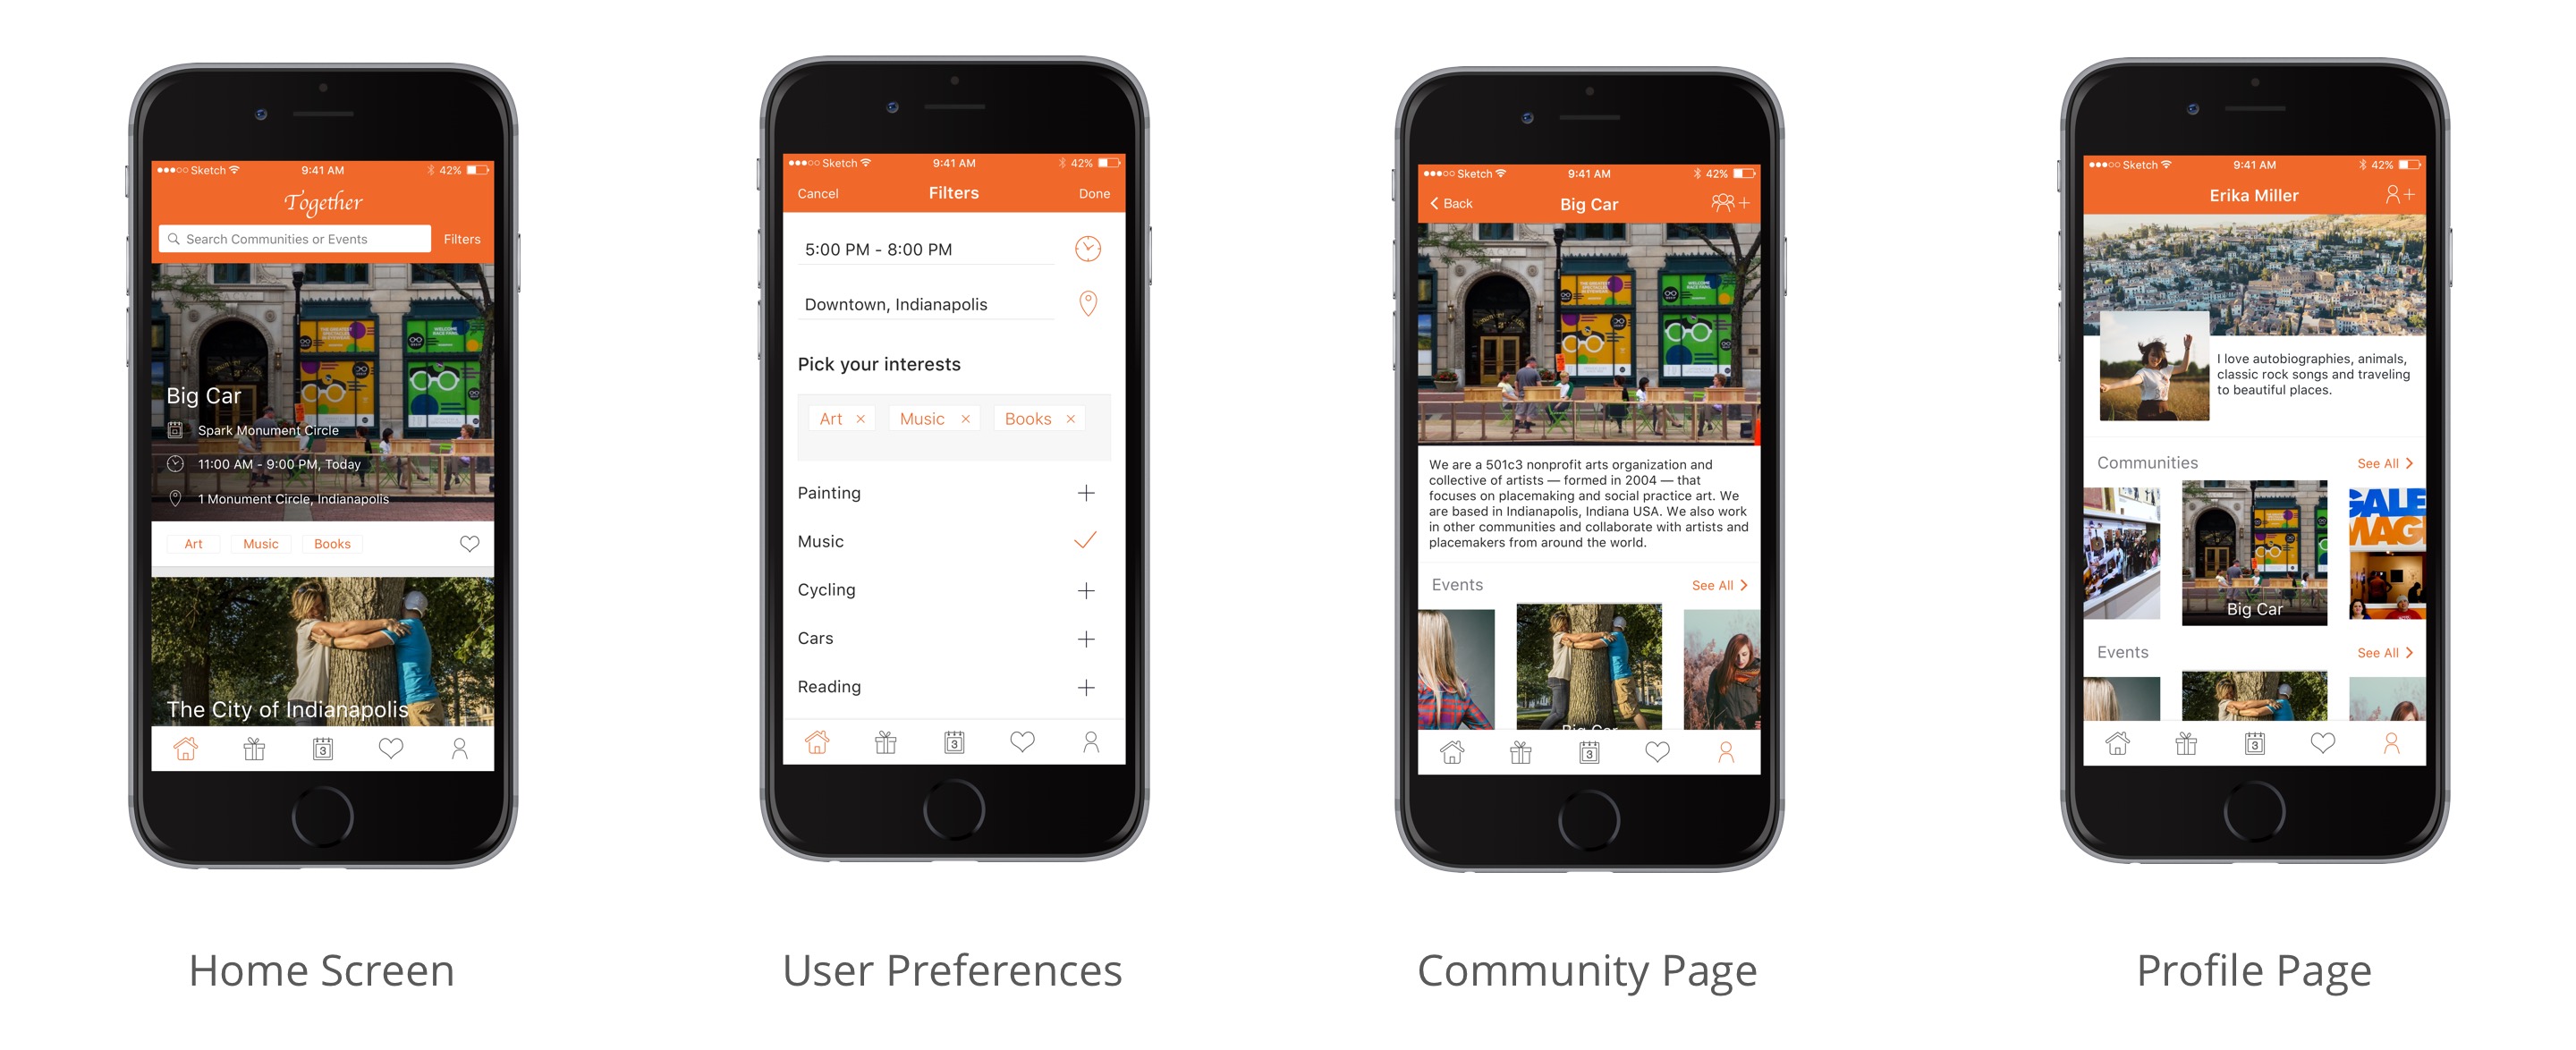 Sketch 9:41 AM 42%
Together
Search Communities or Events Filters
Big Car
Spark Monument Circle
11:00 AM - 9:00 PM, Today
1 Monument Circle, Indianapolis
Art Music Books
The City of Indianapolis
3
Home Screen
Sketch 9:41 AM 42%
Cancel Filters Done
5:00 PM - 8:00 PM
Downtown, Indianapolis
Pick your interests
Art × Music × Books ×
Painting
Music
Cycling
Cars
Reading
3
User Preferences
Sketch 9:41 AM 42%
Back Big Car
We are a 501c3 nonprofit arts organization and
collective of artists — formed in 2004 — that
focuses on placemaking and social practice art. We
are based in Indianapolis, Indiana USA. We also work
in other communities and collaborate with artists and
placemakers from around the world.
Events See All
Big Car
3
Community Page
Sketch 9:41 AM 42%
Erika Miller
I love autobiographies, animals,
classic rock songs and traveling
to beautiful places.
Communities See All
Big Car
Events See All
3
Profile Page